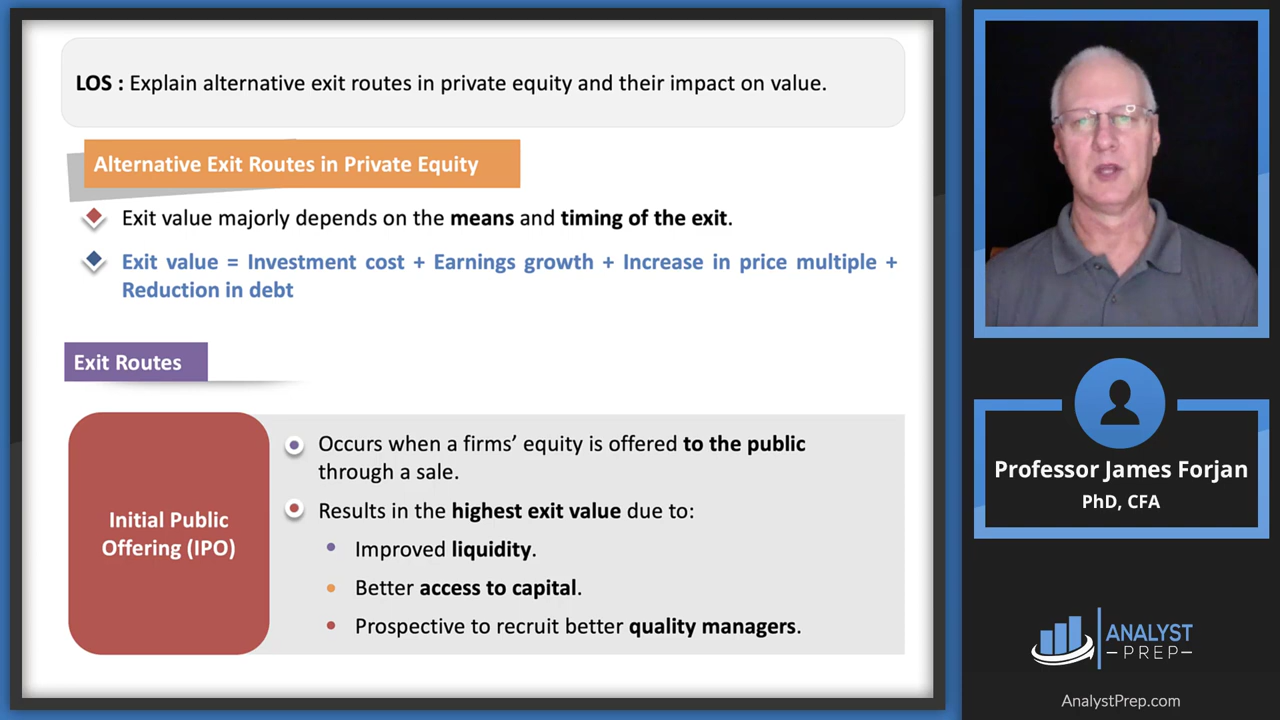 LOS : Explain alternative exit routes in private equity and their impact on value.
Alternative Exit Routes in Private Equity
Exit value majorly depends on the means and timing of the exit.
Exit value = Investment cost + Earnings growth + Increase in price multiple +
Reduction in debt
Exit Routes
Initial Public
Offering (IPO)
Occurs when a firms’ equity is offered to the public
through a sale.
Results in the highest exit value due to:
Improved liquidity.
Better access to capital.
Prospective to recruit better quality managers.
Professor James Forjan
PhD, CFA
ANALYST
PREP
AnalystPrep.com